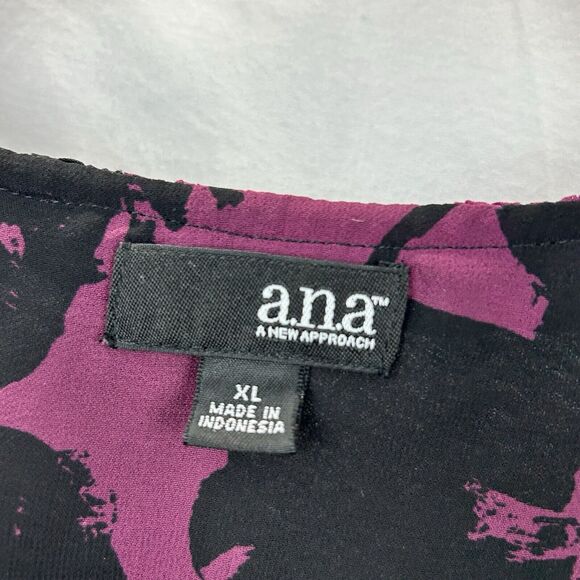 a.n.a™
A NEW APPROACH
XL
MADE IN
INDONESIA